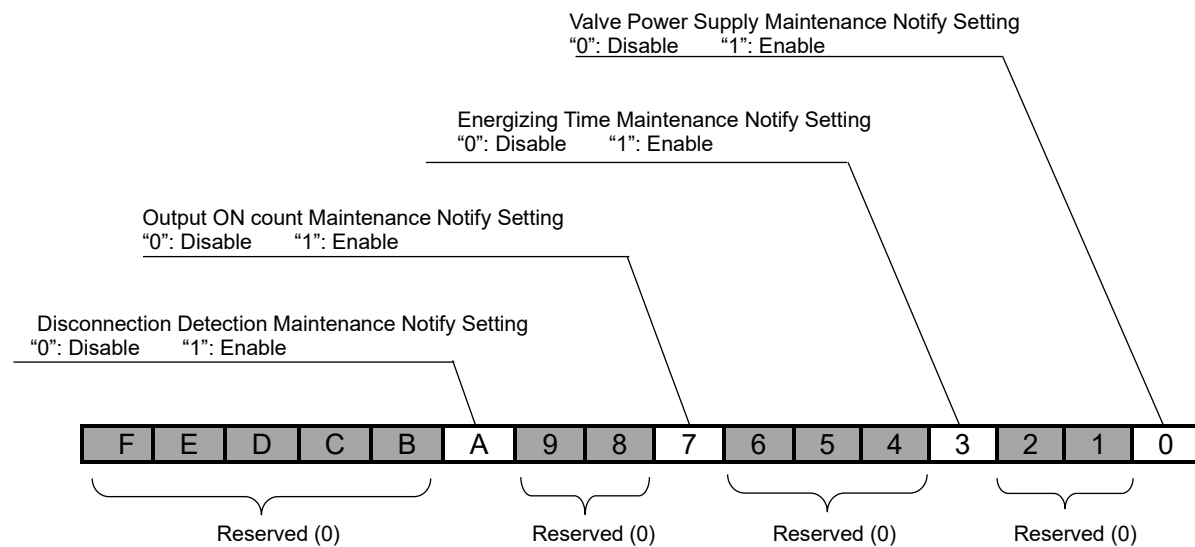 Valve Power Supply Maintenance Notify Setting
“0”: Disable “1”: Enable
Energizing Time Maintenance Notify Setting
“0”: Disable “1”: Enable
Output ON count Maintenance Notify Setting
“0”: Disable “1”: Enable
Disconnection Detection Maintenance Notify Setting
“0”: Disable “1”: Enable
F E D C B A 9 8 7 6 5 4 3 2 1 0
Reserved (0) Reserved (0) Reserved (0) Reserved (0)